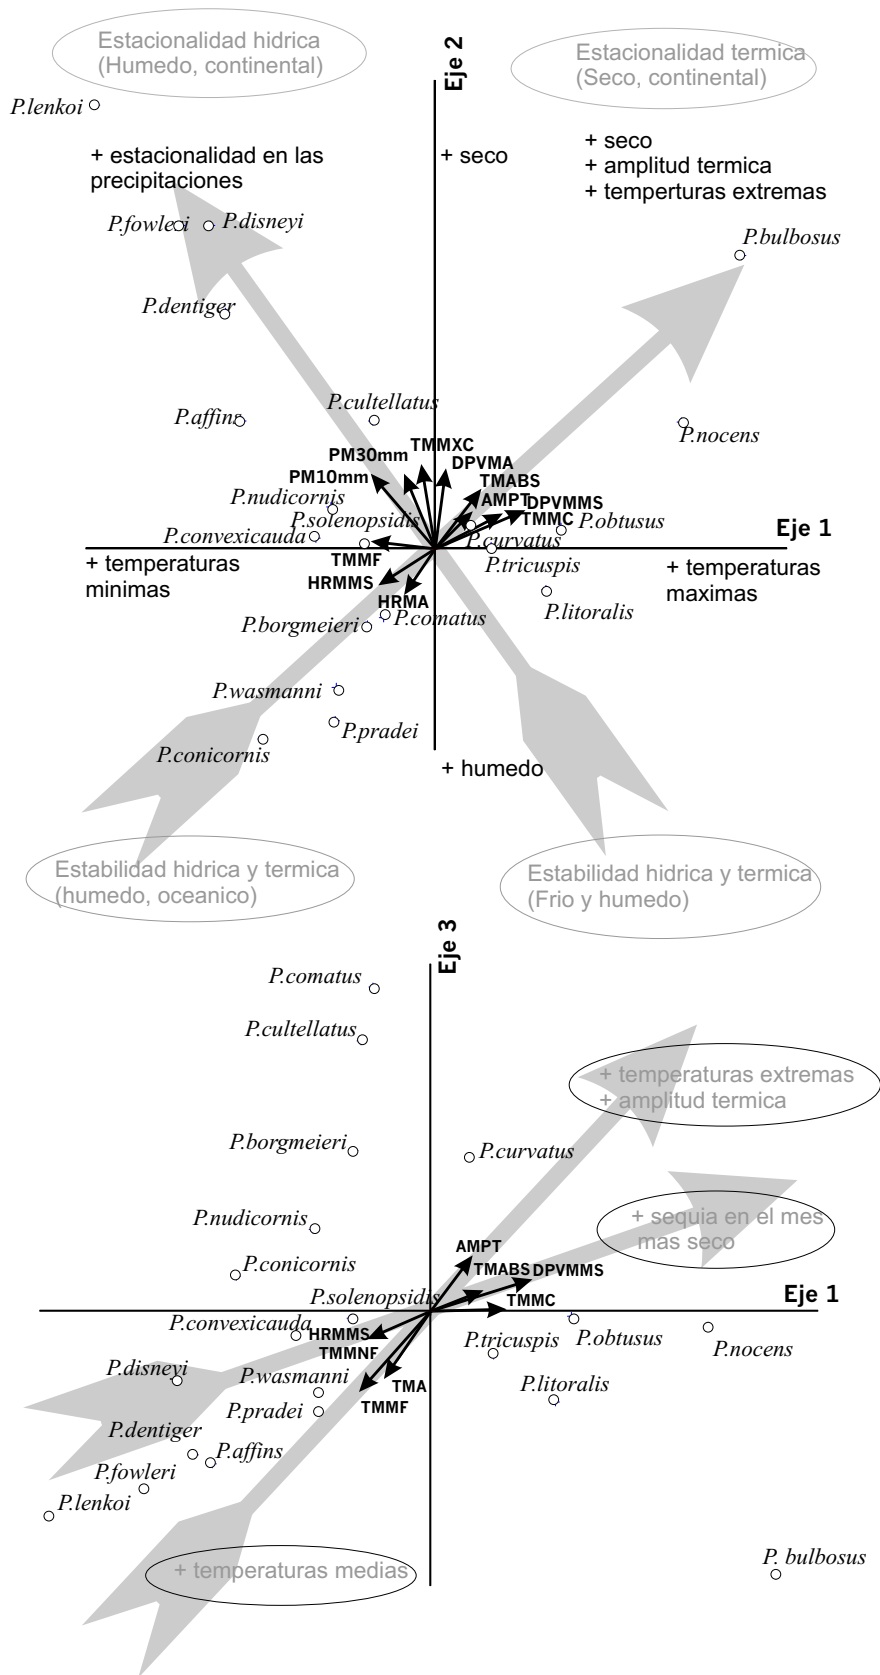 Estacionalidad hidrica
(Humedo, continental)
Eje 2
Estacionalidad termica
(Seco, continental)
P.lenkoi
+ estacionalidad en las
precipitaciones
+ seco
+ seco
+ amplitud termica
+ temperturas extremas
P.fowleri
P.disneyi
P.bulbosus
P.dentiger
P.cultellatus
P.affins
P.nocens
TMMXC
PM30mm
DPVMA
PM10mm
TMABS
P.nudicornis
AMPT
DPVMMS
P.solenopsidis
TMMC
P.obtusus
Eje 1
P.convexicauda
P.curvatus
TMMF
P.tricuspis
+ temperaturas
minimas
+ temperaturas
maximas
HRMMS
HRMA
P.litoralis
P.comatus
P.borgmeieri
P.wasmanni
P.pradei
P.conicornis
+ humedo
Estabilidad hidrica y termica
(humedo, oceanico)
Estabilidad hidrica y termica
(Frio y humedo)
Eje 3
P.comatus
P.cultellatus
+ temperaturas extremas
+ amplitud termica
P.borgmeieri
P.curvatus
P.nudicornis
+ sequia en el mes
mas seco
AMPT
P.conicornis
TMABS
DPVMMS
P.solenopsidis
TMMC
Eje 1
P.convexicauda
HRMMS
P.obtusus
TMMNF
P.tricuspis
P.nocens
P.disneyi
P.wasmanni
TMA
P.litoralis
P.pradei
TMMF
P.dentiger
P.affins
P.fowleri
P.lenkoi
+ temperaturas medias
P. bulbosus